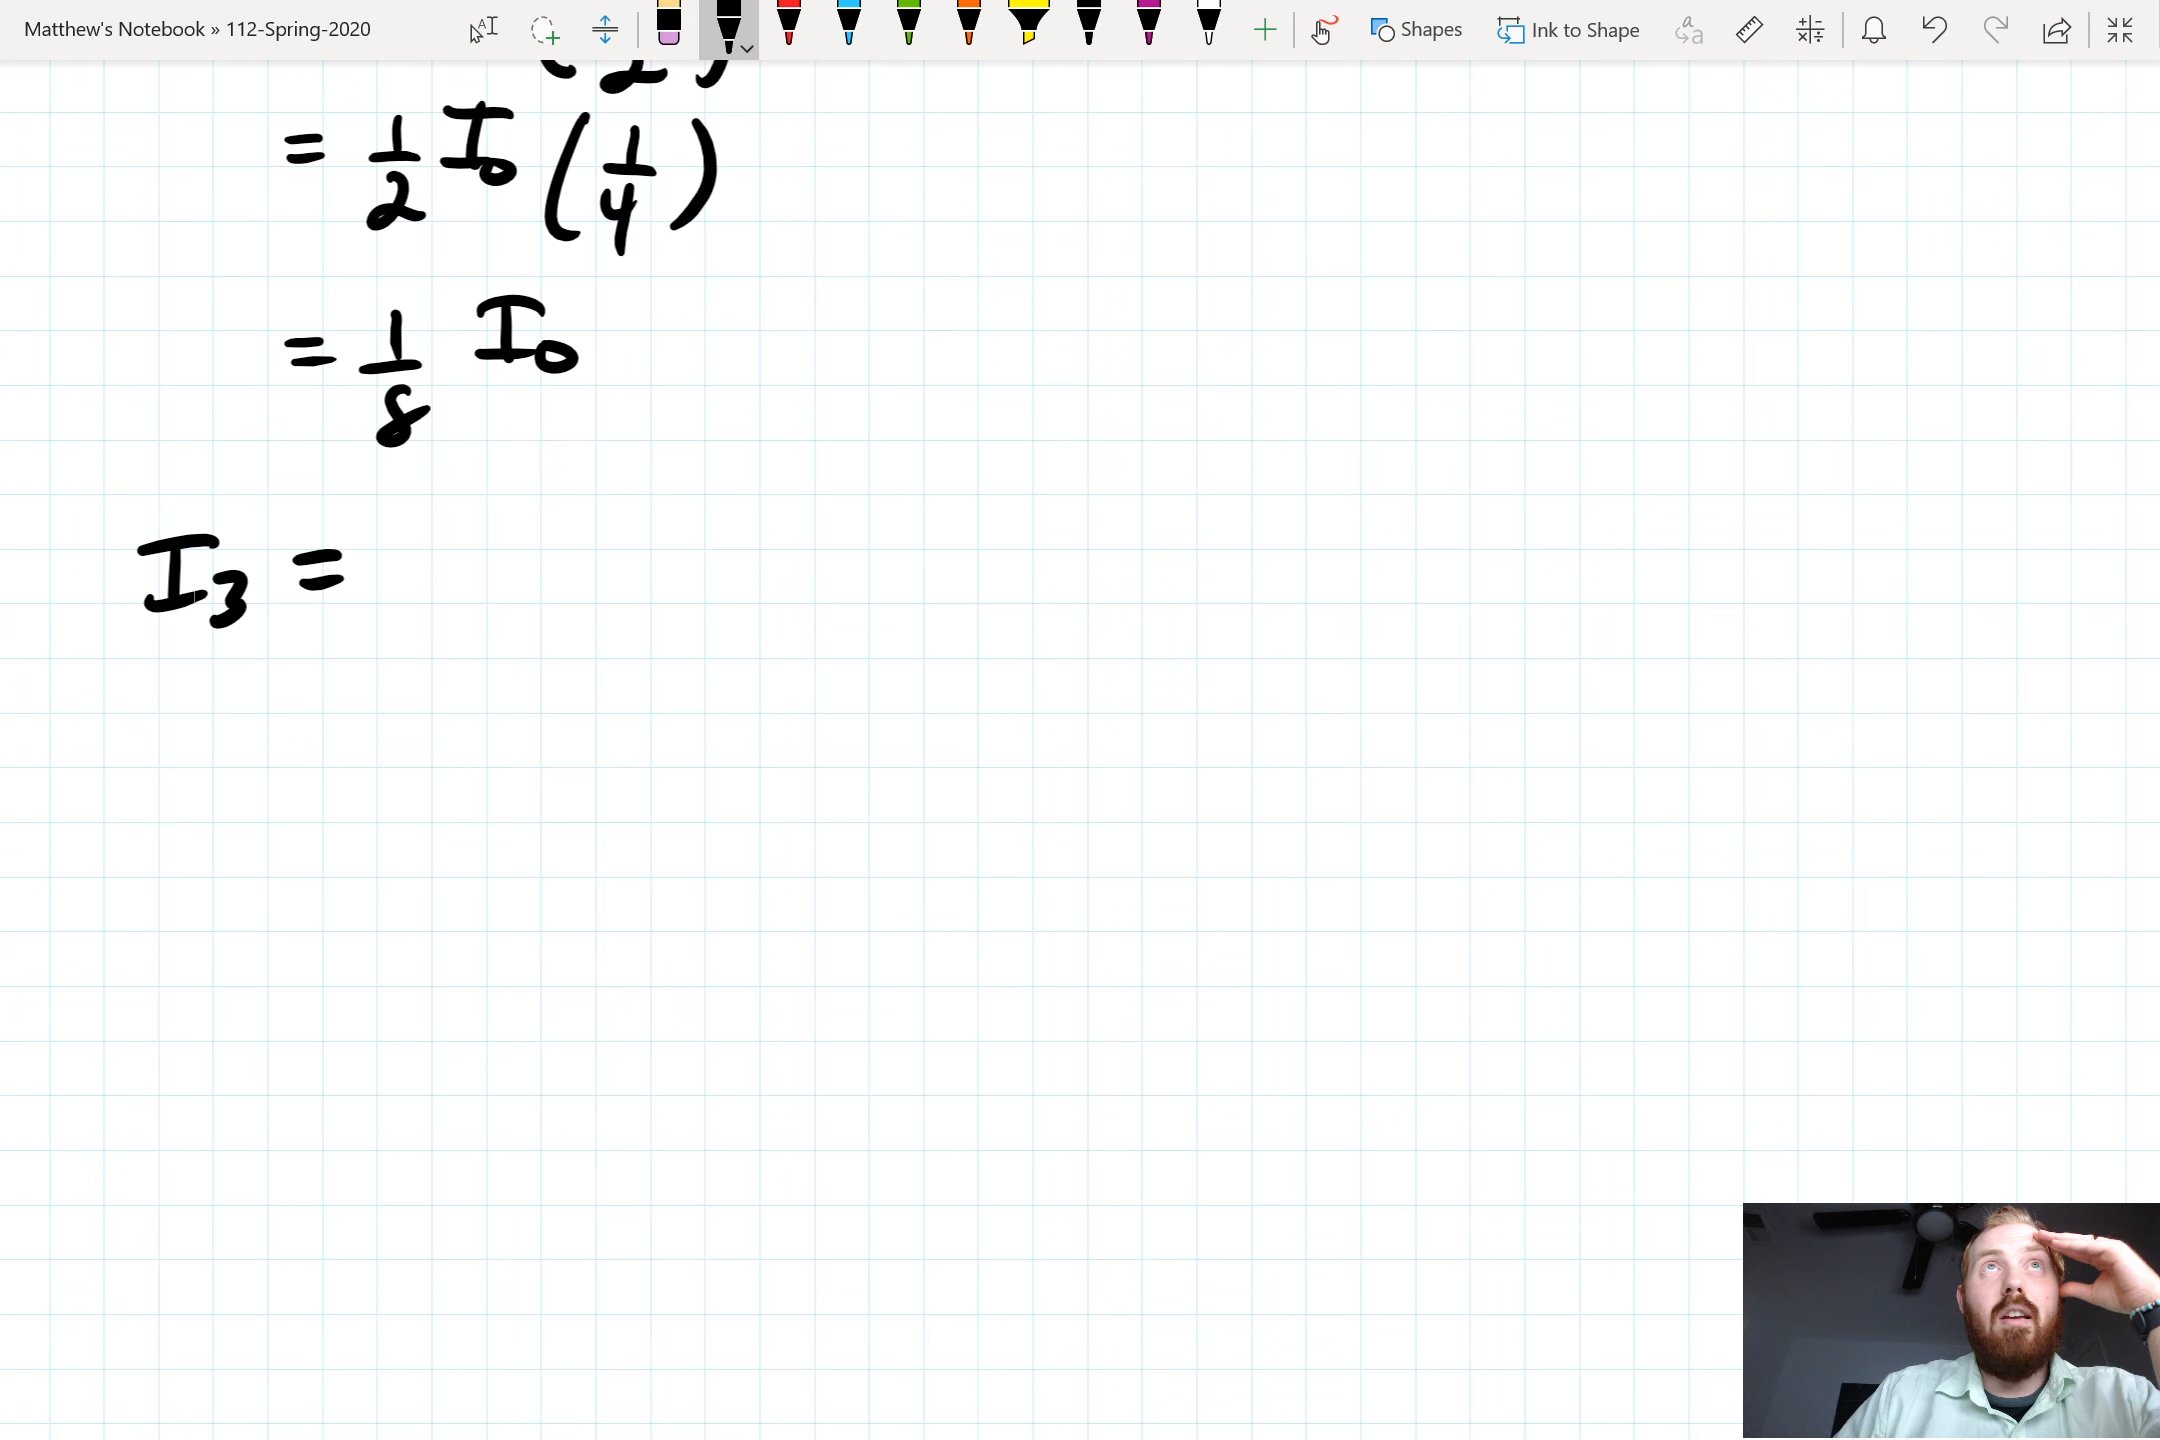 Matthew's Notebook » 112-Spring-2020
Shapes
Ink to Shape
= 1/2 I₀ (1/4)
= 1/8 I₀
I₃ =